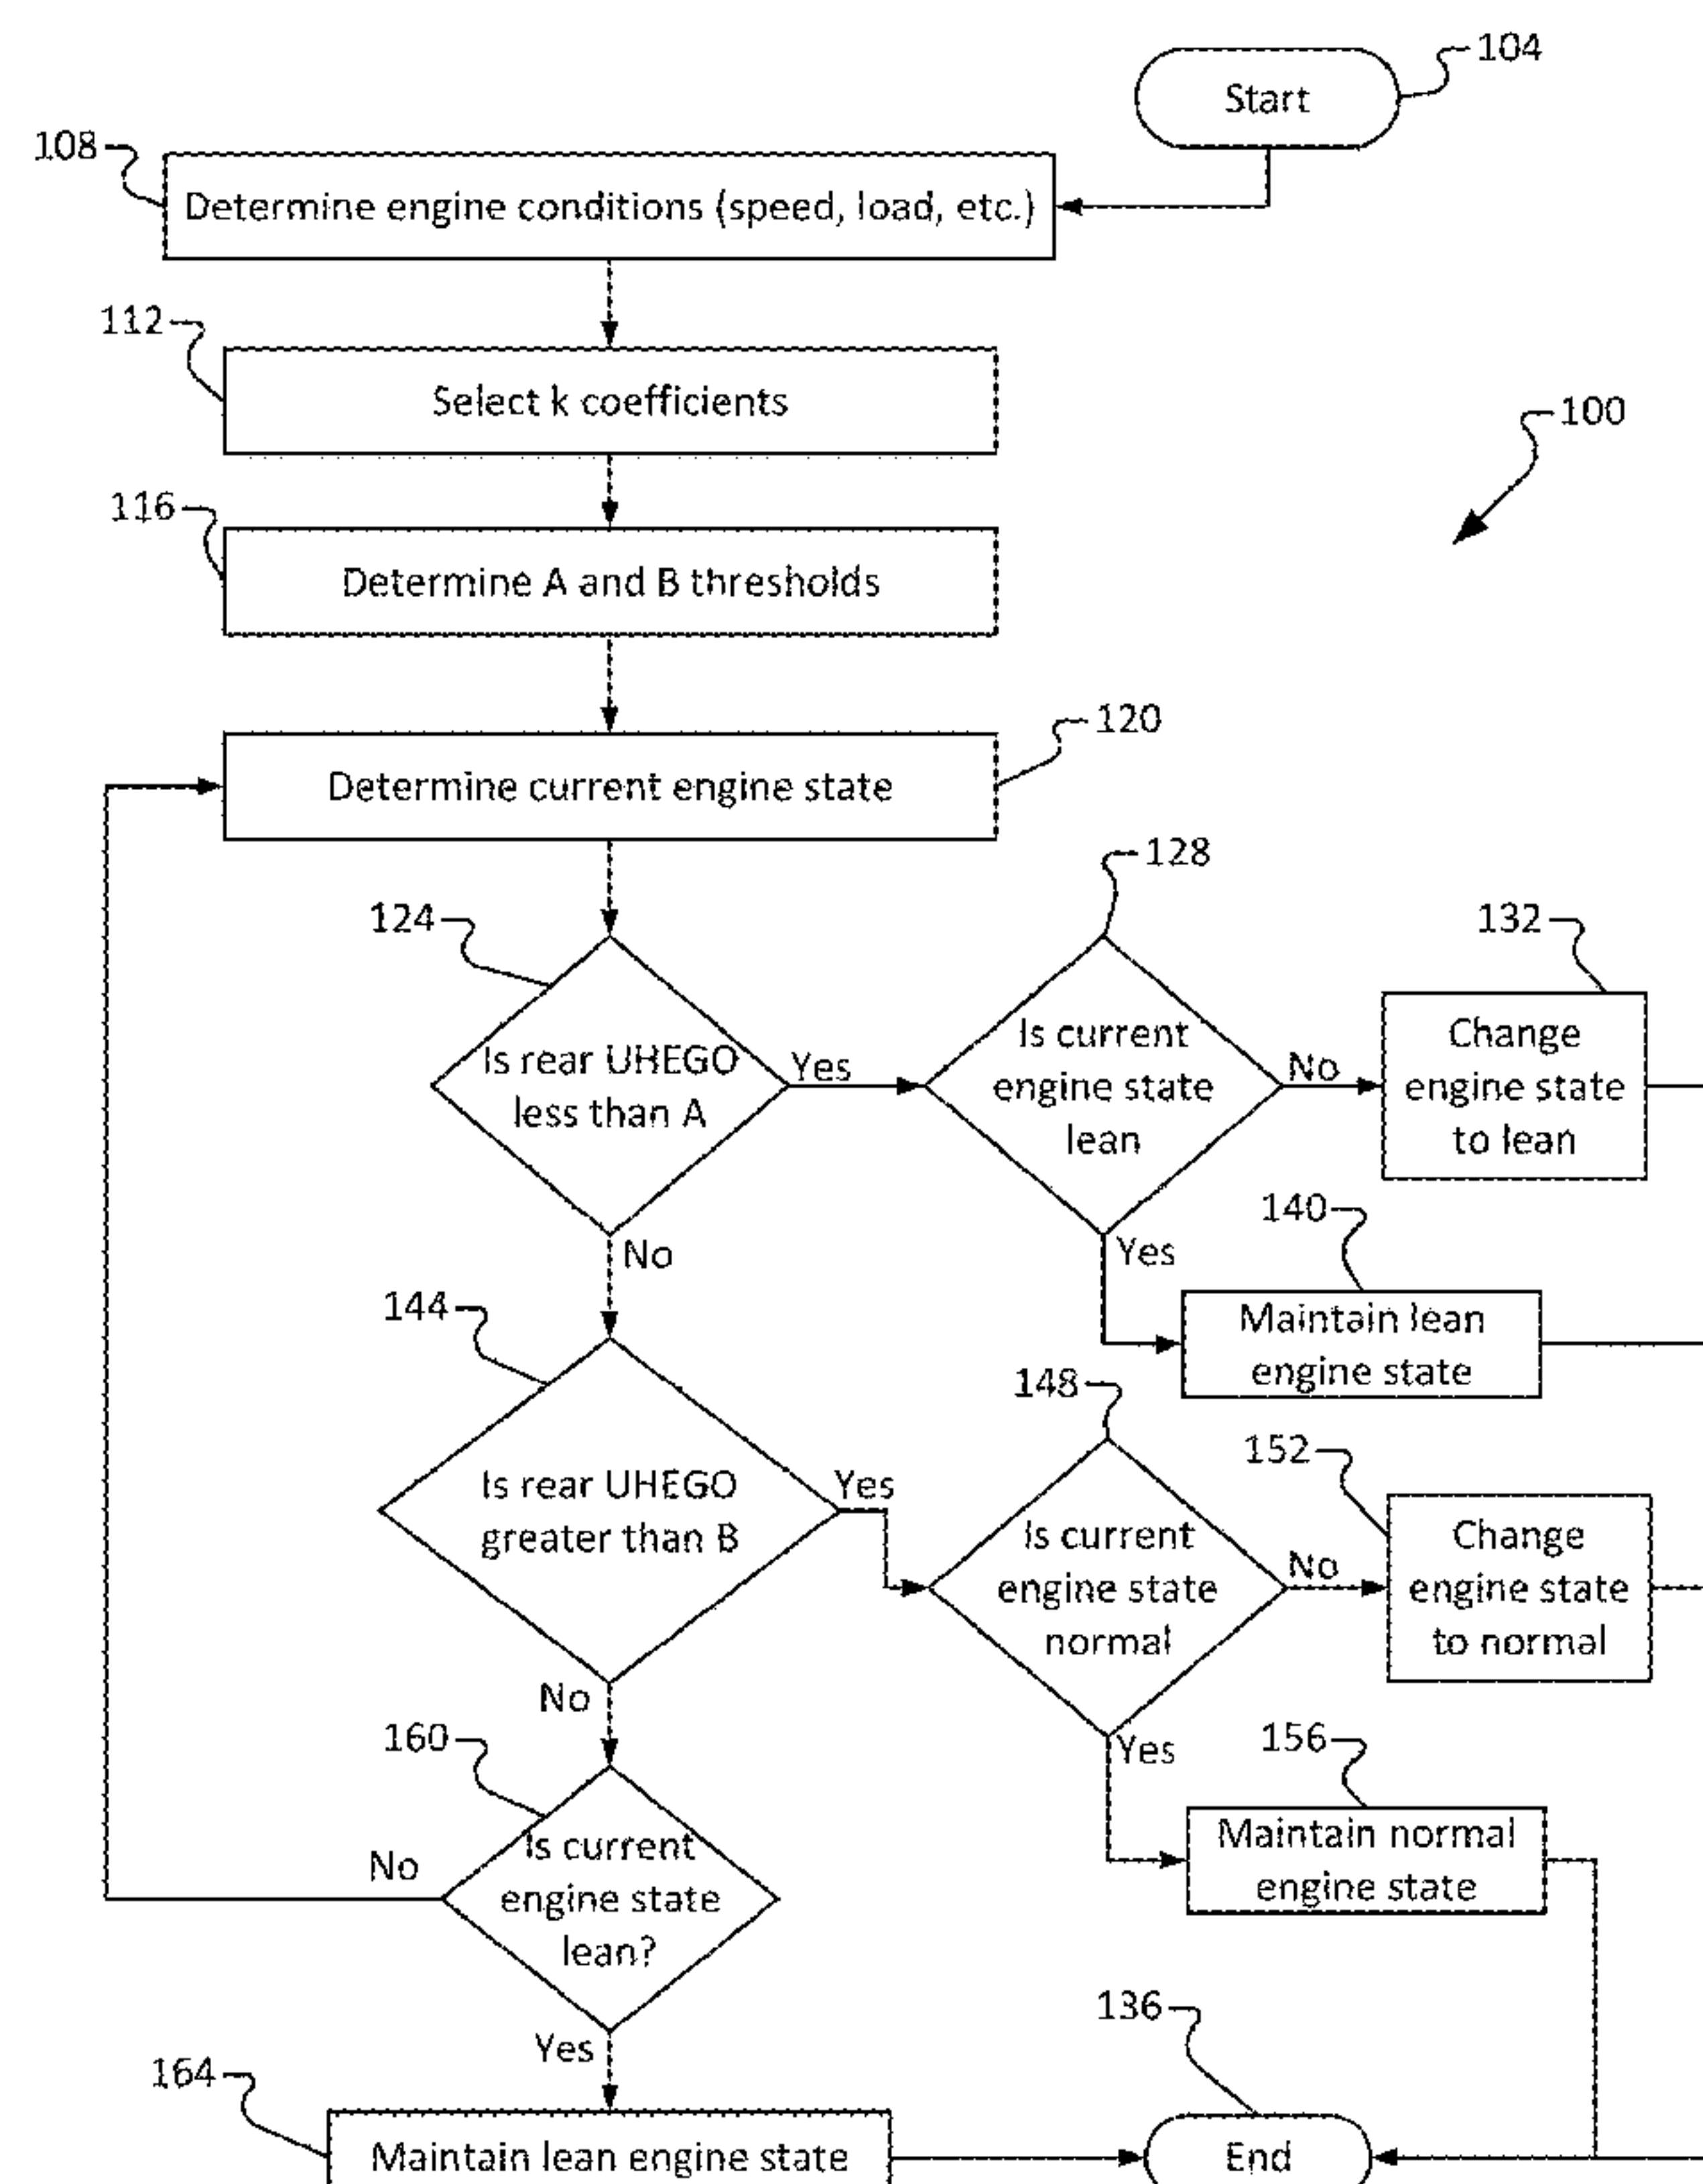 104
Start
108
Determine engine conditions (speed, load, etc.)
112
Select k coefficients
100
116
Determine A and B thresholds
120
Determine current engine state
128
124
132
Is rear UHEGO
less than A
Yes
Is current
engine state
lean
No
Change
engine state
to lean
140
No
Yes
Maintain lean
engine state
144
148
152
Is rear UHEGO
greater than B
Yes
Is current
engine state
normal
No
Change
engine state
to normal
No
160
Yes
156
Maintain normal
engine state
No
Is current
engine state
lean?
136
Yes
164
Maintain lean engine state
End